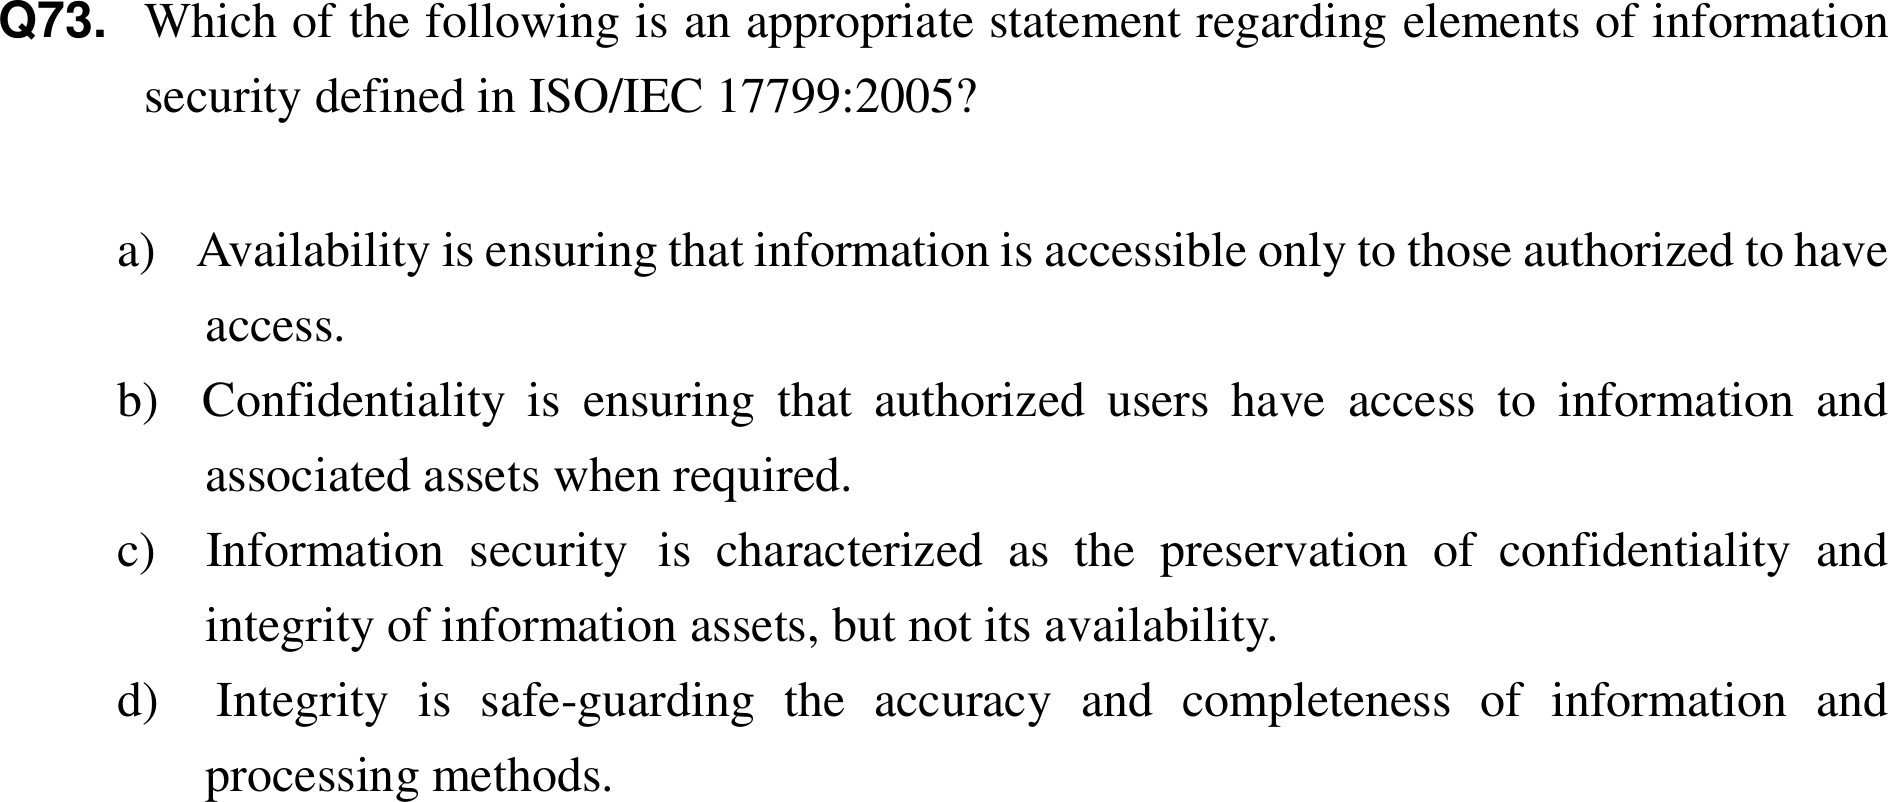 Q73. Which of the following is an appropriate statement regarding elements of information
security defined in ISO/IEC 17799:2005?
a) Availability is ensuring that information is accessible only to those authorized to have
access.
b) Confidentiality is ensuring that authorized users have access to information and
associated assets when required.
c) Information security is characterized as the preservation of confidentiality and
integrity of information assets, but not its availability.
d) Integrity is safe-guarding the accuracy and completeness of information and
processing methods.